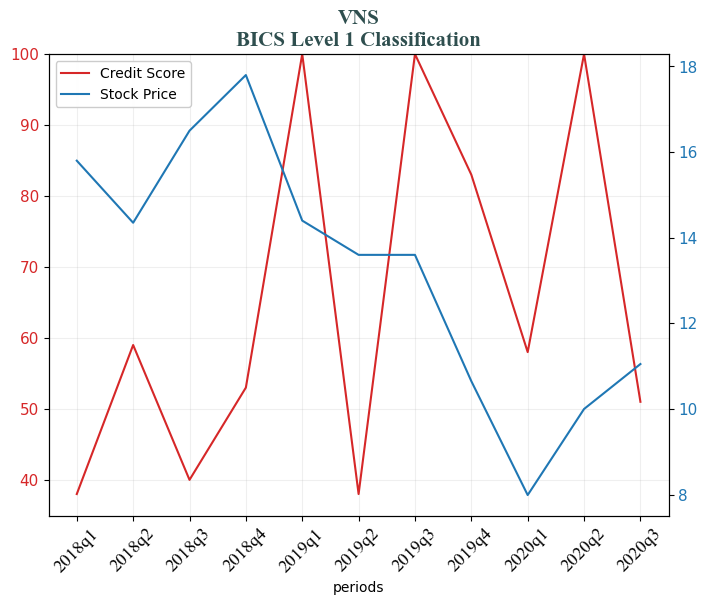 VNS
BICS Level 1 Classification
Credit Score
Stock Price
100
90
80
70
60
50
40
18
16
14
12
10
8
2018q1
2018q2
2018q3
2018q4
2019q1
2019q2
2019q3
2019q4
2020q1
2020q2
2020q3
periods